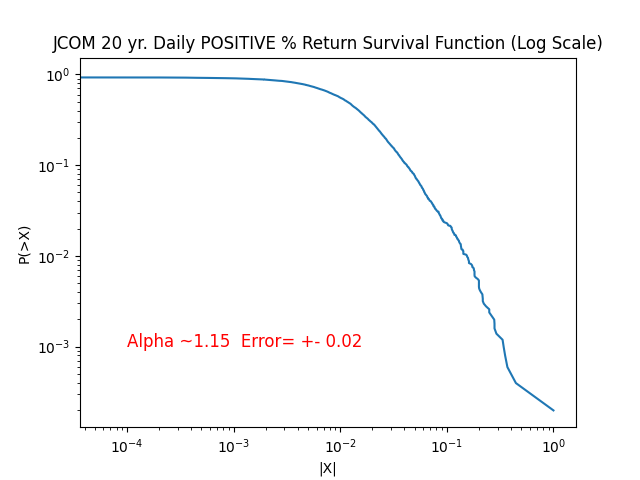 JCOM 20 yr. Daily POSITIVE % Return Survival Function (Log Scale)
10⁰
10⁻¹
10⁻²
10⁻³
P(>X)
Alpha ~1.15  Error= +- 0.02
10⁻⁴ 10⁻³ 10⁻² 10⁻¹ 10⁰
|X|